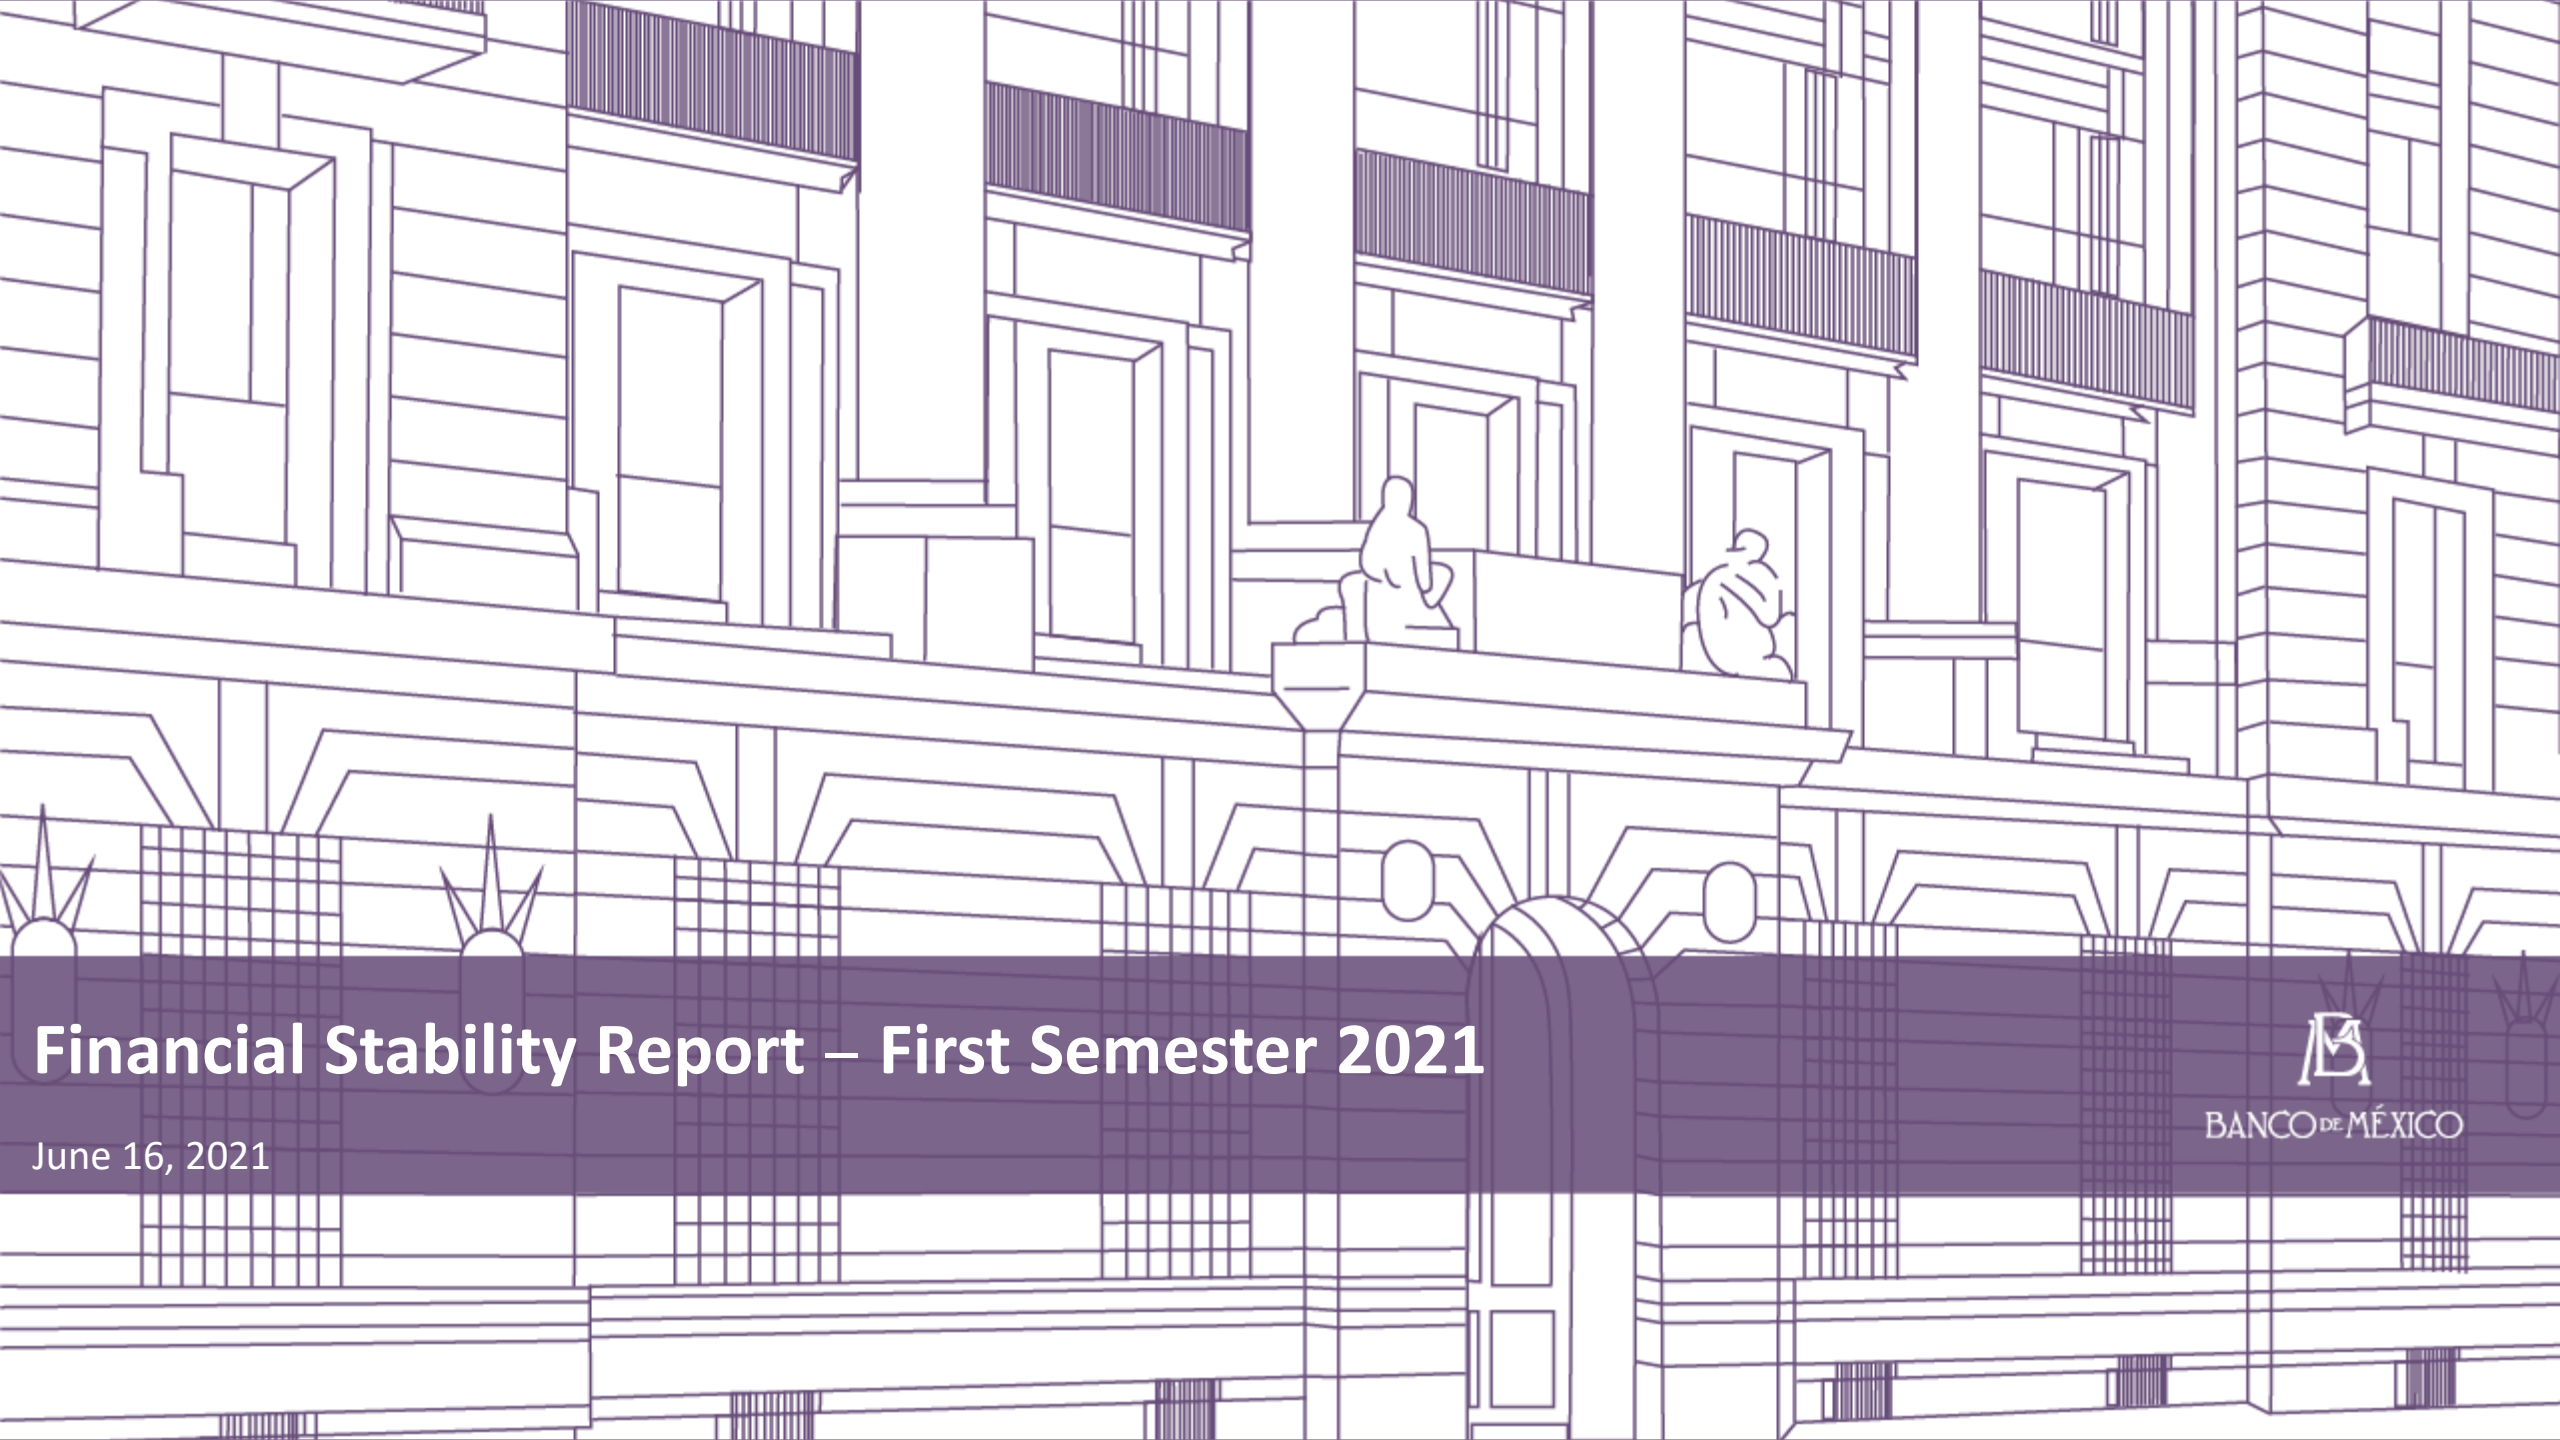 Financial Stability Report – First Semester 2021
June 16, 2021
BANCO DE MÉXICO